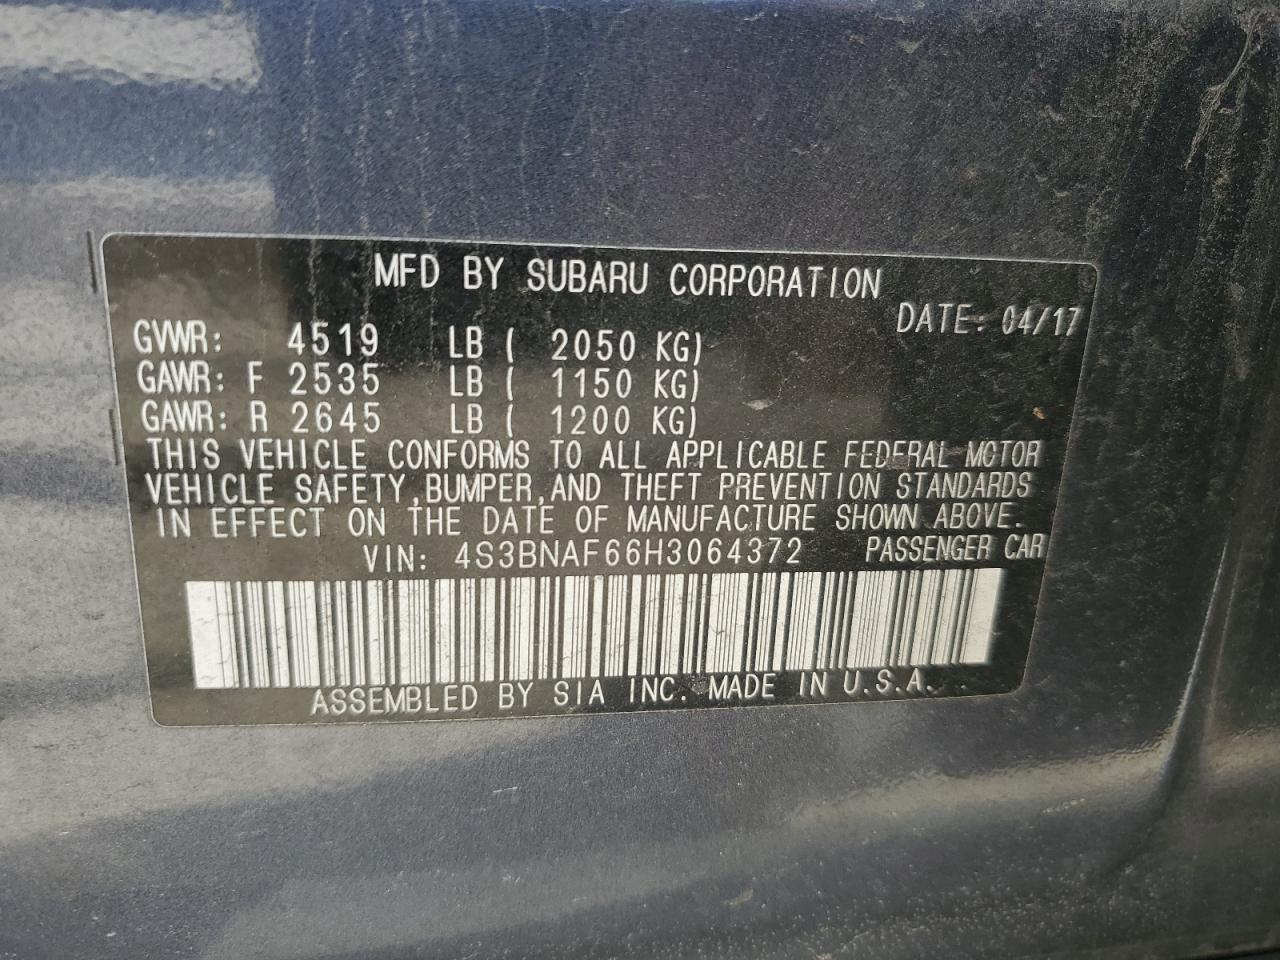 MFD BY SUBARU CORPORATION
DATE: 04/17
GVWR: 4519 LB ( 2050 KG)
GAWR: F 2535 LB ( 1150 KG)
GAWR: R 2645 LB ( 1200 KG)
THIS VEHICLE CONFORMS TO ALL APPLICABLE FEDERAL MOTOR
VEHICLE SAFETY,BUMPER,AND THEFT PREVENTION STANDARDS
IN EFFECT ON THE DATE OF MANUFACTURE SHOWN ABOVE.
VIN: 4S3BNAF66H3064372 PASSENGER CAR
ASSEMBLED BY SIA INC. MADE IN U.S.A.